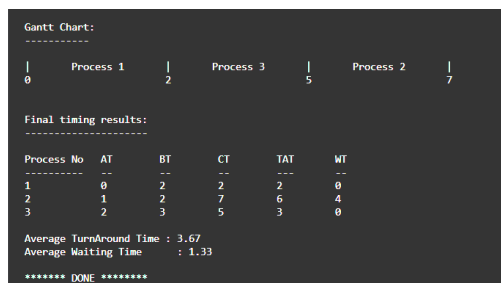 Gantt Chart:
-----------
|       Process 1       |       Process 3       |       Process 2       |
0                       2                       5                       7
Final timing results:
---------------------
Process No   AT       BT       CT       TAT      WT
----------   --       --       --       ---      --
1            0        2        2        2        0
2            1        2        7        6        4
3            2        3        5        3        0
Average TurnAround Time : 3.67
Average Waiting Time      : 1.33
******* DONE ********